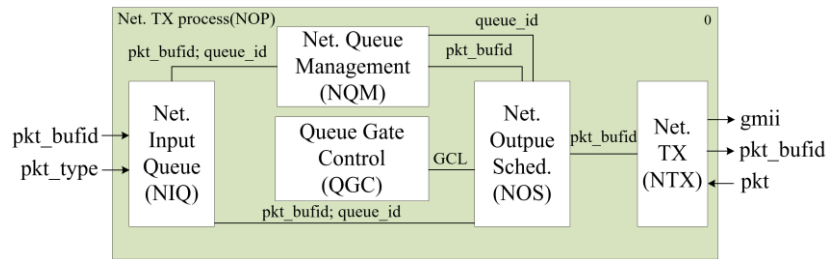 Net. TX process(NOP)
0
queue_id
pkt_bufid; queue_id
Net. Queue
Management
(NQM)
pkt_bufid
Net.
Input
Queue
(NIQ)
pkt_bufid
pkt_type
Queue Gate
Control
(QGC)
GCL
Net.
Outpue
Sched.
(NOS)
pkt_bufid
Net.
TX
(NTX)
gmii
pkt_bufid
pkt
pkt_bufid; queue_id